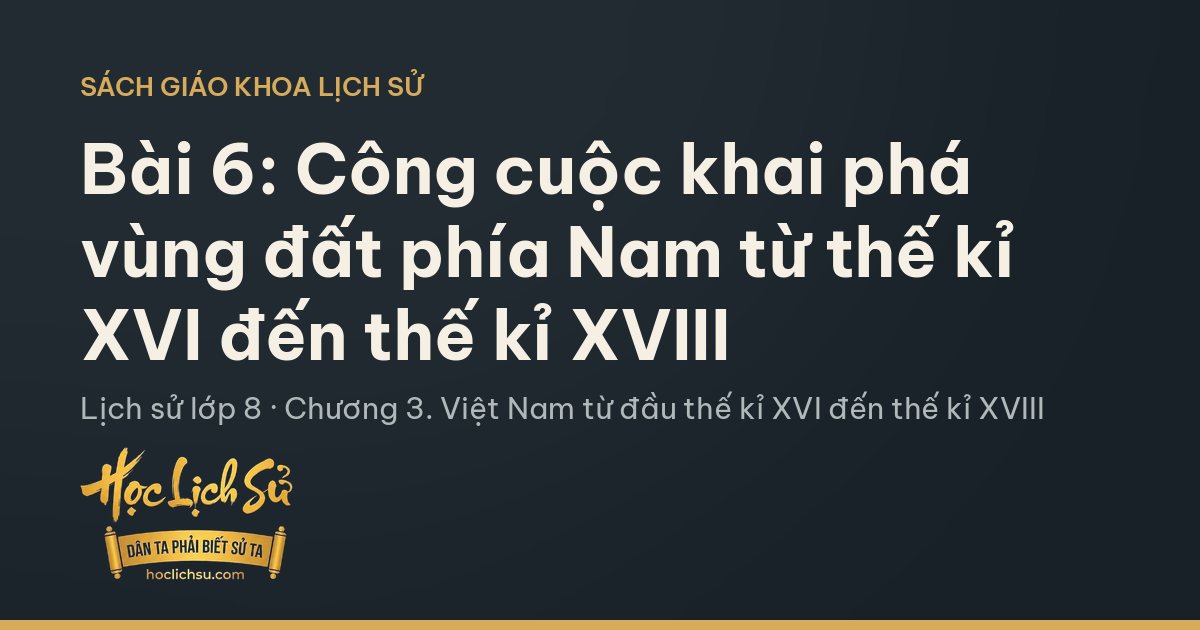 SÁCH GIÁO KHOA LỊCH SỬ
Bài 6: Công cuộc khai phá
vùng đất phía Nam từ thế kỉ
XVI đến thế kỉ XVIII
Lịch sử lớp 8 · Chương 3. Việt Nam từ đầu thế kỉ XVI đến thế kỉ XVIII
Học Lịch Sử
DÂN TA PHẢI BIẾT SỬ TA
hoclichsu.com